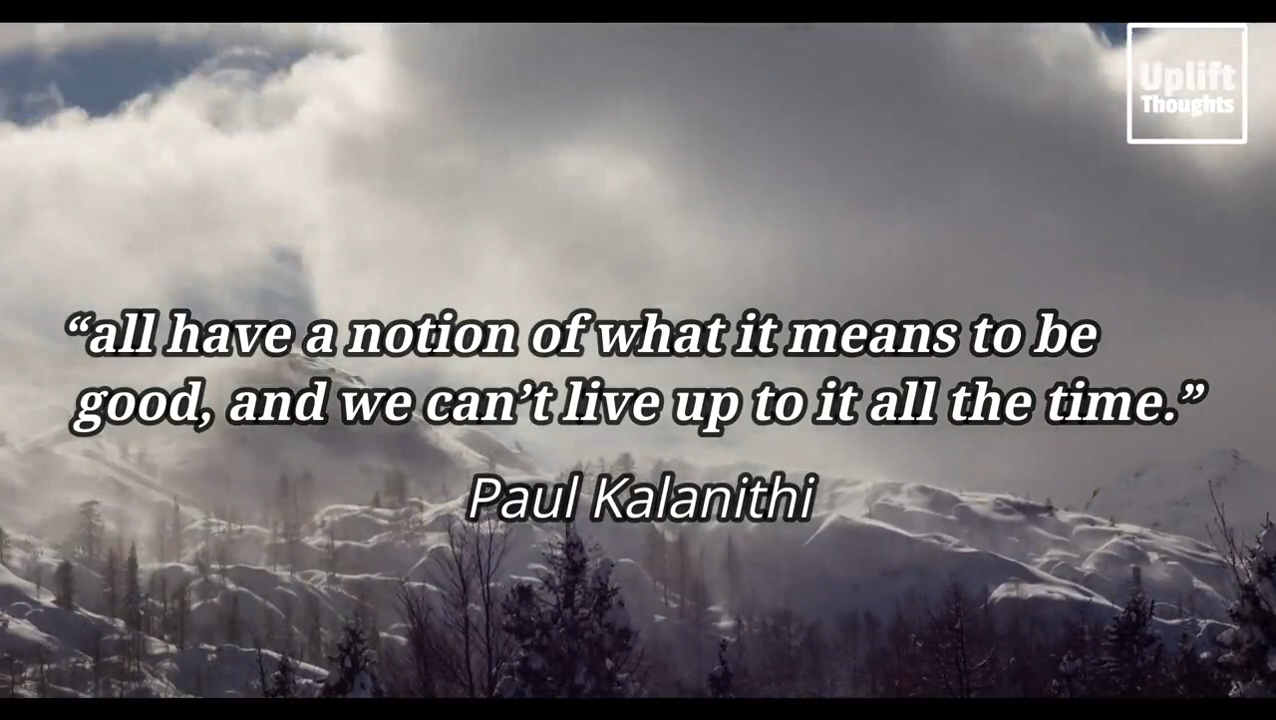 Uplift
Thoughts
“all have a notion of what it means to be
good, and we can’t live up to it all the time.”
Paul Kalanithi